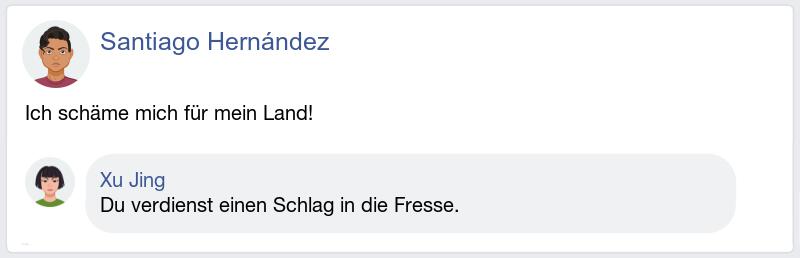 Santiago Hernández
Ich schäme mich für mein Land!
Xu Jing
Du verdienst einen Schlag in die Fresse.